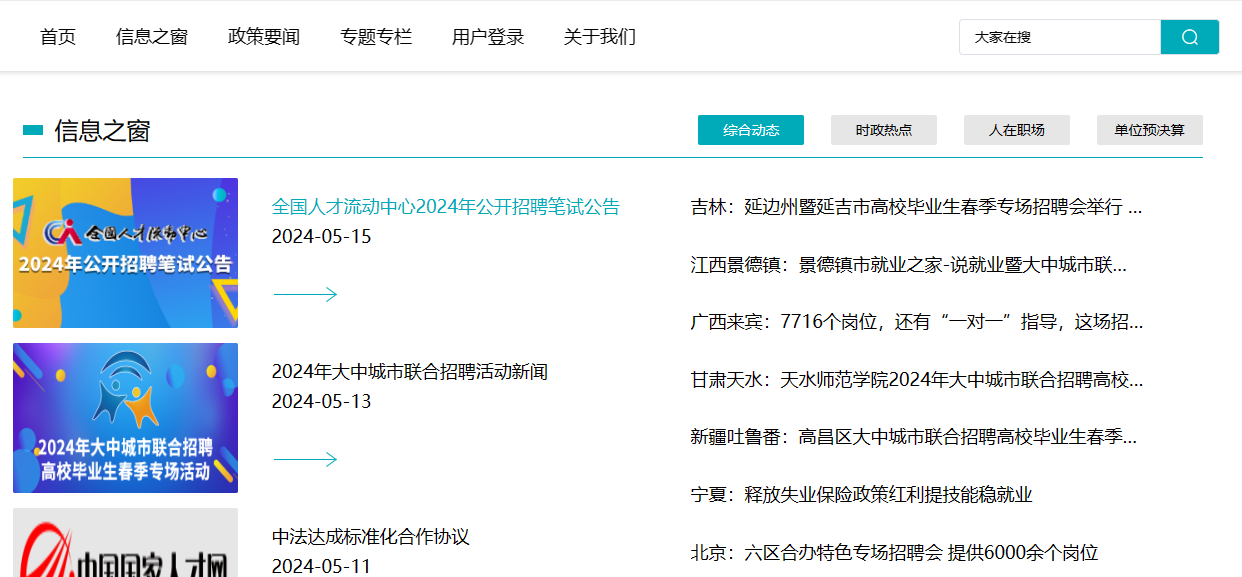 首页 信息之窗 政策要闻 专题专栏 用户登录 关于我们 大家在搜
信息之窗 综合动态 时政热点 人在职场 单位预决算
全国人才流动中心
2024年公开招聘笔试公告
全国人才流动中心2024年公开招聘笔试公告
2024-05-15
2024年大中城市联合招聘
高校毕业生春季专场活动
2024年大中城市联合招聘活动新闻
2024-05-13
中国国家人才网
中法达成标准化合作协议
2024-05-11
吉林：延边州暨延吉市高校毕业生春季专场招聘会举行 ...
江西景德镇：景德镇市就业之家-说就业暨大中城市联...
广西来宾：7716个岗位，还有“一对一”指导，这场招...
甘肃天水：天水师范学院2024年大中城市联合招聘高校...
新疆吐鲁番：高昌区大中城市联合招聘高校毕业生春季...
宁夏：释放失业保险政策红利提技能稳就业
北京：六区合办特色专场招聘会 提供6000余个岗位